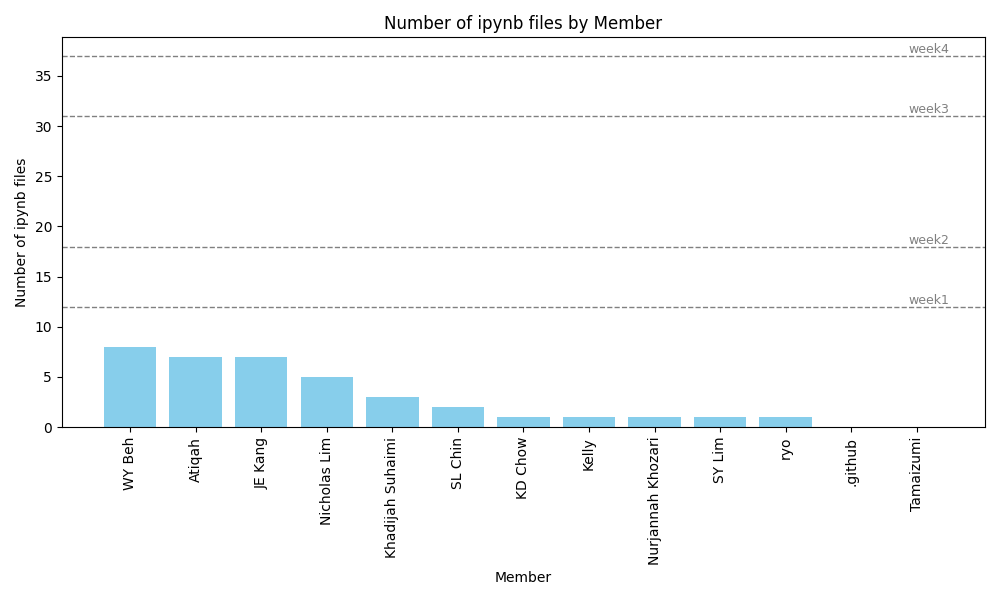 Number of ipynb files by Member
Number of ipynb files
35
30
25
20
15
10
5
0
week4
week3
week2
week1
WY Beh
Atiqah
JE Kang
Nicholas Lim
Khadijah Suhaimi
SL Chin
KD Chow
Kelly
Nurjannah Khozari
SY Lim
ryo
.github
Tamaizumi
Member